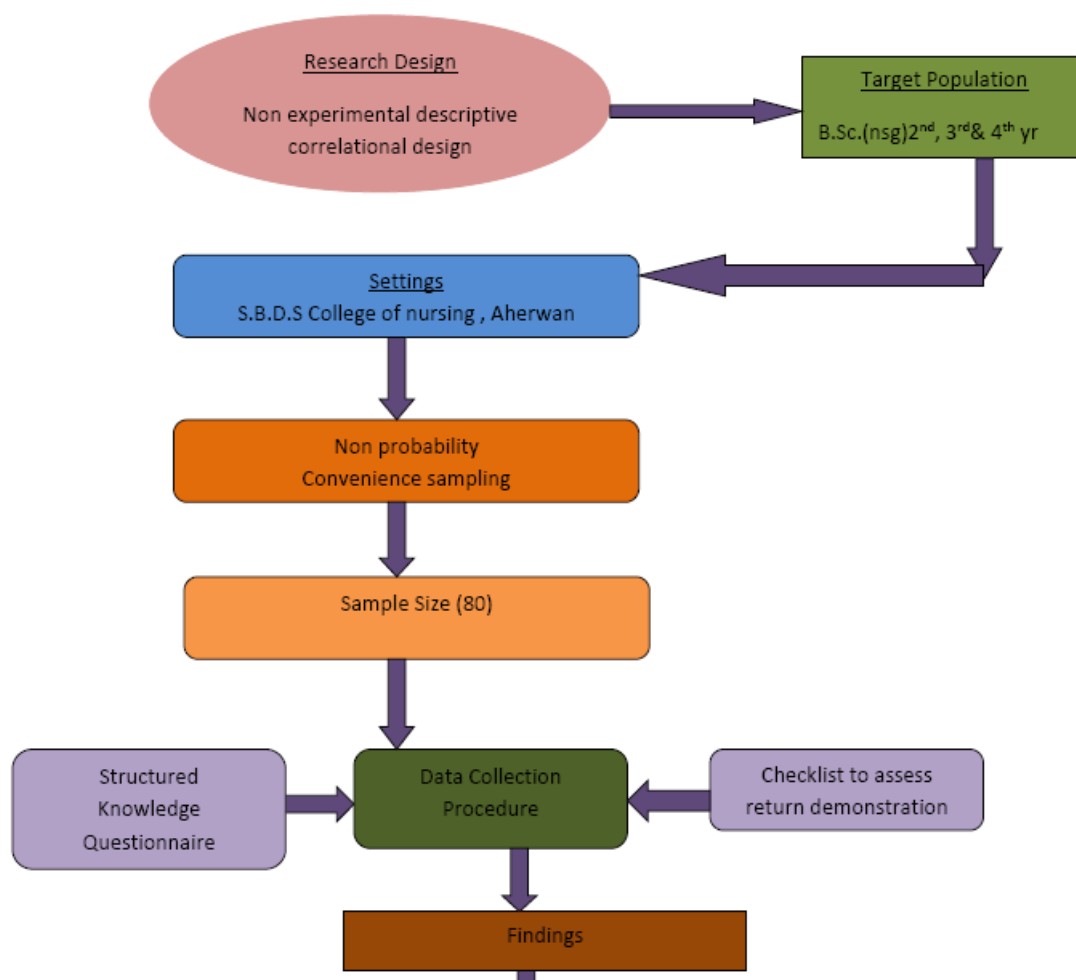 Research Design
Non experimental descriptive
correlational design
Target Population
B.Sc.(nsg)2nd, 3rd& 4th yr
Settings
S.B.D.S College of nursing , Aherwan
Non probability
Convenience sampling
Sample Size (80)
Structured
Knowledge
Questionnaire
Data Collection
Procedure
Checklist to assess
return demonstration
Findings